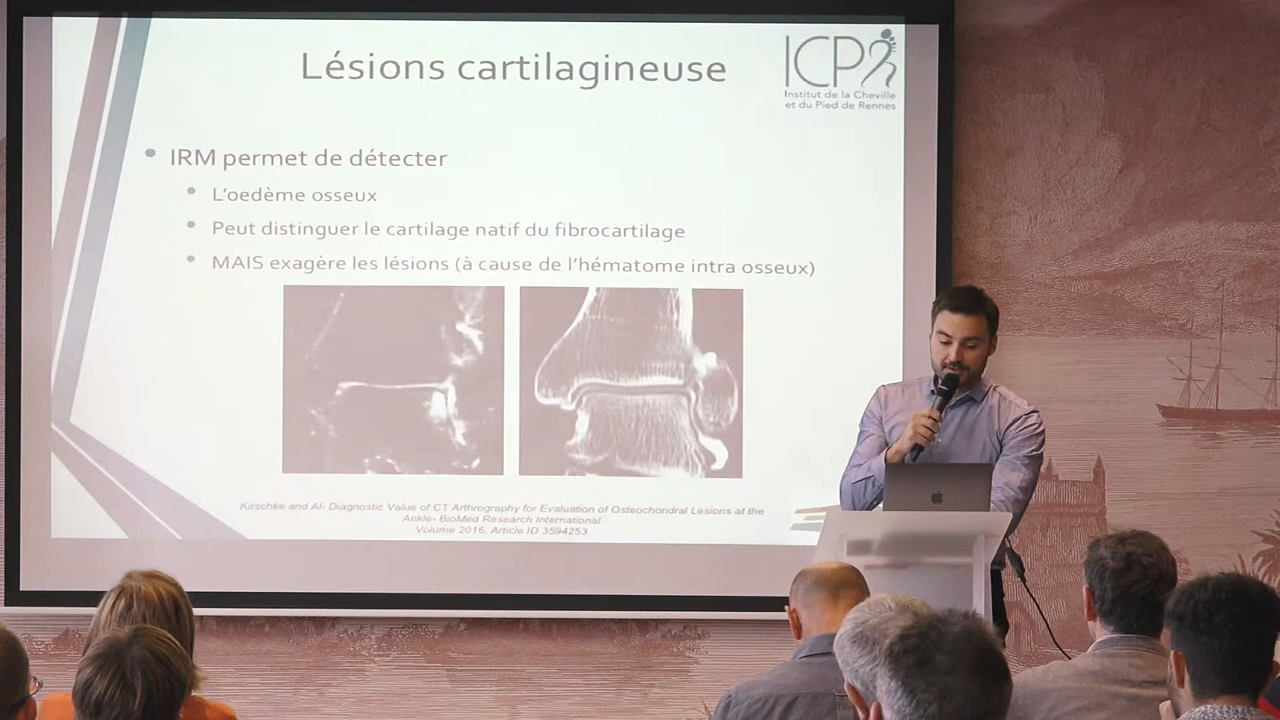 Lésions cartilagineuse
ICP
Institut de la Cheville
et du Pied de Rennes
IRM permet de détecter
L'oedème osseux
Peut distinguer le cartilage natif du fibrocartilage
MAIS exagère les lésions (à cause de l'hématome intra osseux)
Kirschke and Al- Diagnostic Value of CT Arthrography for Evaluation of Osteochondral Lesions at the
Ankle- BioMed Research International
Volume 2016, Article ID 3594253